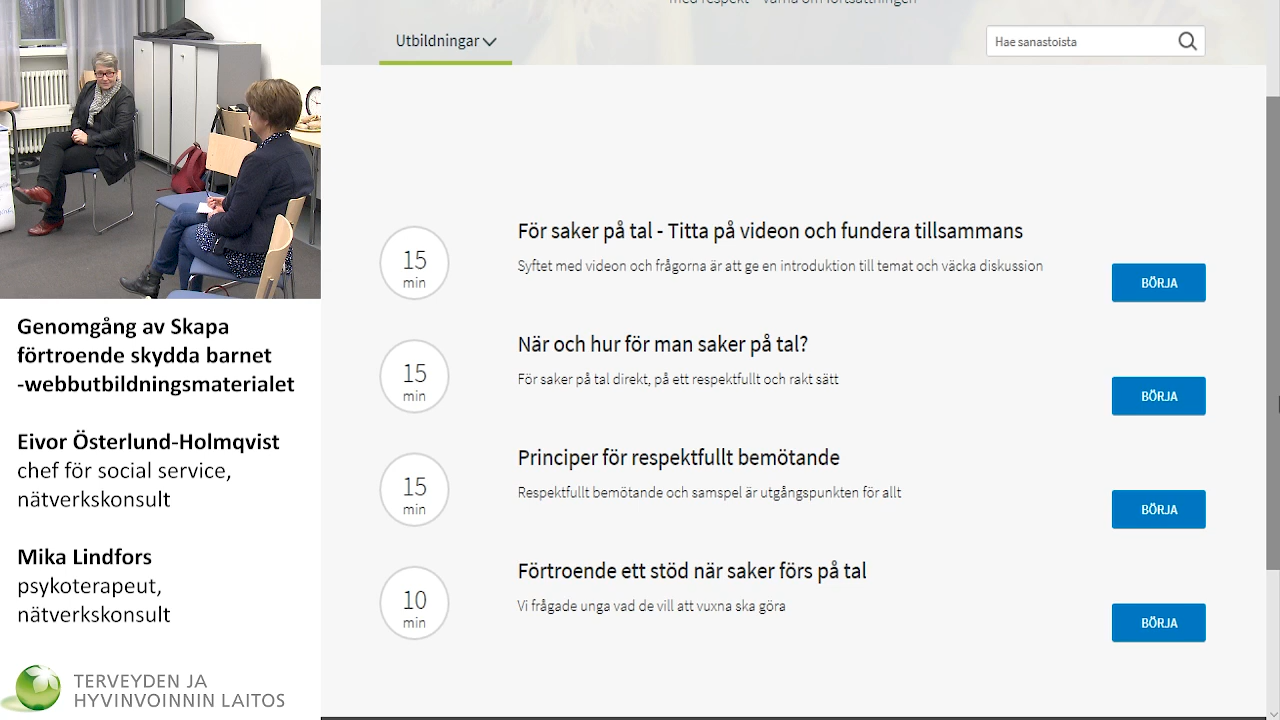 Genomgång av Skapa
förtroende skydda barnet
-webbutbildningsmaterialet
Eivor Österlund-Holmqvist
chef för social service,
nätverkskonsult
Mika Lindfors
psykoterapeut,
nätverkskonsult
TERVEYDEN JA
HYVINVOINNIN LAITOS
med respekt - värna om fortsättningen
Utbildningar
Hae sanastoista
15
min
För saker på tal - Titta på videon och fundera tillsammans
Syftet med videon och frågorna är att ge en introduktion till temat och väcka diskussion
BÖRJA
15
min
När och hur för man saker på tal?
För saker på tal direkt, på ett respektfullt och rakt sätt
BÖRJA
15
min
Principer för respektfullt bemötande
Respektfullt bemötande och samspel är utgångspunkten för allt
BÖRJA
10
min
Förtroende ett stöd när saker förs på tal
Vi frågade unga vad de vill att vuxna ska göra
BÖRJA